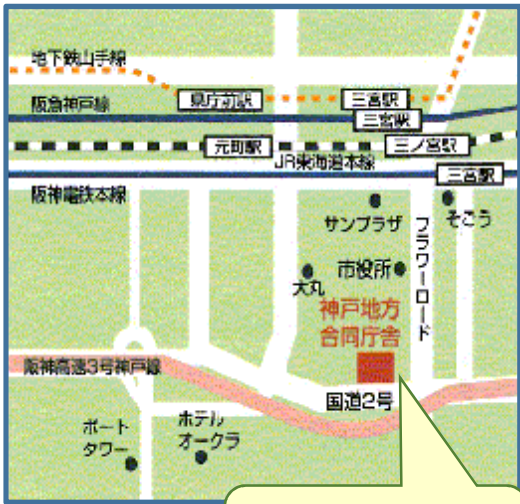 地下鉄山手線
県庁前駅
三宮駅
阪急神戸線
三宮駅
元町駅
三ノ宮駅
JR東海道本線
三宮駅
阪神電鉄本線
サンプラザ
そごう
フラワーロード
市役所
大丸
神戸地方
合同庁舎
阪神高速3号神戸線
国道2号
ポート
タワー
ホテル
オークラ